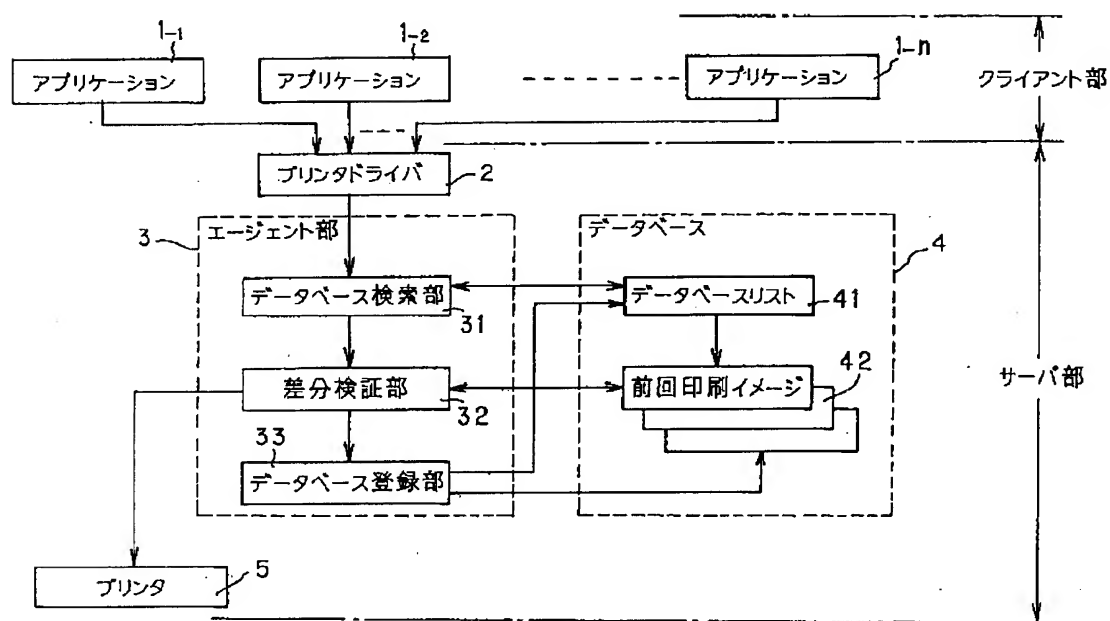 1-1
1-2
1-n
アプリケーション
アプリケーション
アプリケーション
クライアント部
プリンタドライバ
2
3
エージェント部
データベース
4
データベース検索部
31
データベースリスト
41
差分検証部
32
前回印刷イメージ
42
サーバ部
33
データベース登録部
プリンタ
5